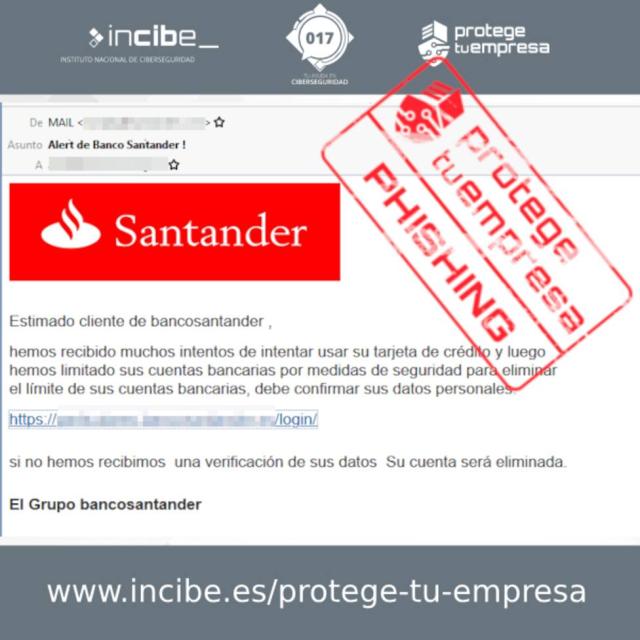 incibe_
INSTITUTO NACIONAL DE CIBERSEGURIDAD
017
TU AYUDA EN
CIBERSEGURIDAD
protege
tuempresa
De MAIL < >
Asunto Alert de Banco Santander !
A
protege
tuempresa
PHISHING
Santander
Estimado cliente de bancosantander ,
hemos recibido muchos intentos de intentar usar su tarjeta de crédito y luego
hemos limitado sus cuentas bancarias por medidas de seguridad para eliminar
el límite de sus cuentas bancarias, debe confirmar sus datos personales.
https:// /login/
si no hemos recibimos una verificación de sus datos Su cuenta será eliminada.
El Grupo bancosantander
www.incibe.es/protege-tu-empresa